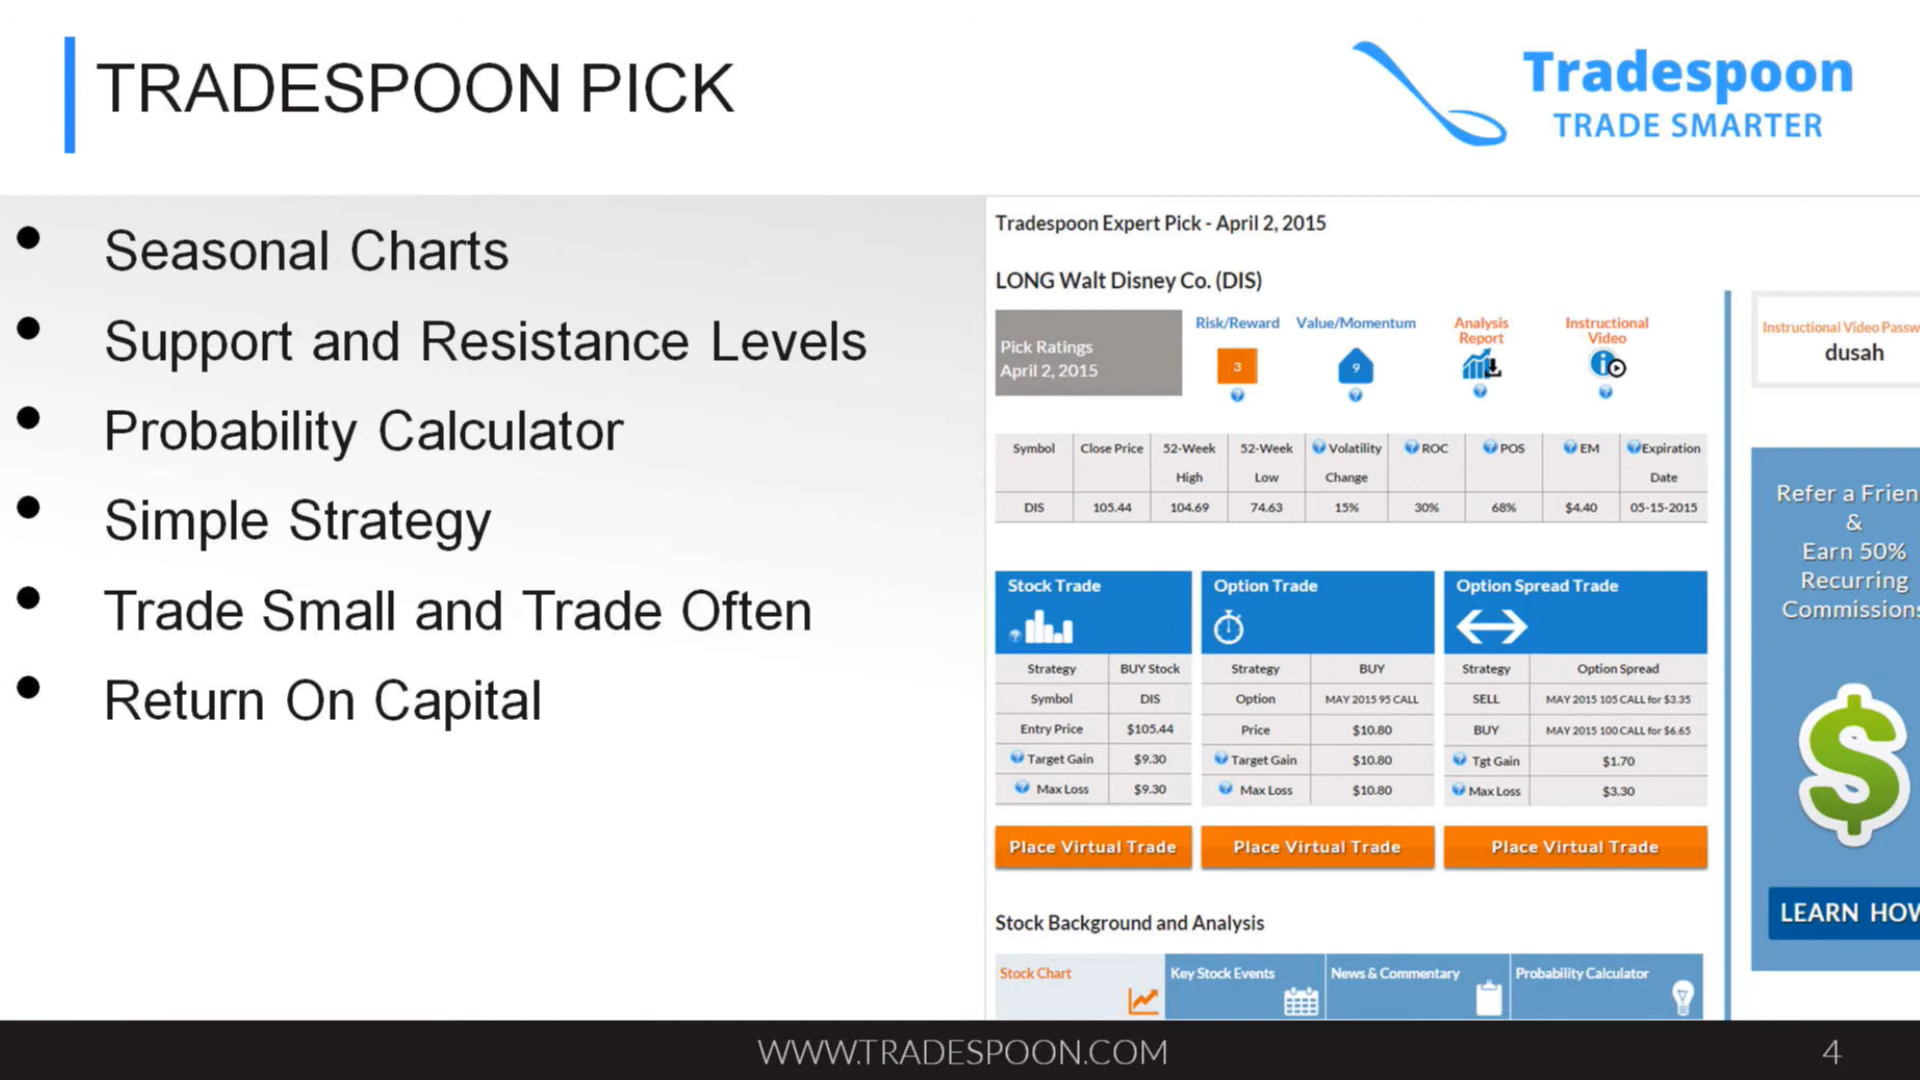 TRADESPOON PICK
Tradespoon
TRADE SMARTER
• Seasonal Charts
• Support and Resistance Levels
• Probability Calculator
• Simple Strategy
• Trade Small and Trade Often
• Return On Capital
Tradespoon Expert Pick - April 2, 2015
LONG Walt Disney Co. (DIS)
Pick Ratings
April 2, 2015
Risk/Reward
3
Value/Momentum
9
Analysis
Report
Instructional
Video
Symbol Close Price 52-Week High 52-Week Low Volatility Change ROC POS EM Expiration Date
DIS 105.44 104.69 74.63 15% 30% 68% $4.40 05-15-2015
Stock Trade
Strategy BUY Stock
Symbol DIS
Entry Price $105.44
Target Gain $9.30
Max Loss $9.30
Place Virtual Trade
Option Trade
Strategy BUY
Option MAY 2015 95 CALL
Price $10.80
Target Gain $10.80
Max Loss $10.80
Place Virtual Trade
Option Spread Trade
Strategy Option Spread
SELL MAY 2015 105 CALL for $3.35
BUY MAY 2015 100 CALL for $6.65
Tgt Gain $1.70
Max Loss $3.30
Place Virtual Trade
Stock Background and Analysis
Stock Chart Key Stock Events News & Commentary Probability Calculator
Instructional Video Passw
dusah
Refer a Frien
&
Earn 50%
Recurring
Commissions
$
LEARN HOW
WWW.TRADESPOON.COM
4